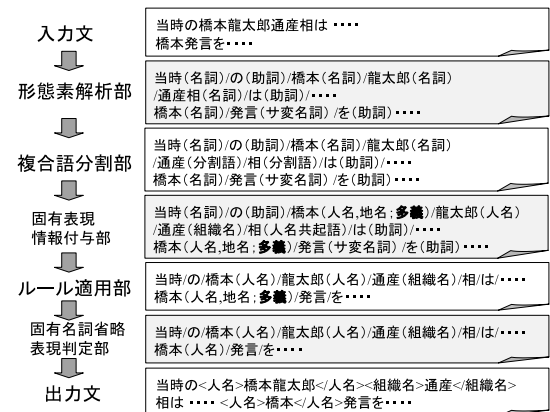 入力文
当時の橋本龍太郎通産相は ････
橋本発言を････
形態素解析部
当時(名詞)/の(助詞)/橋本(名詞)/龍太郎(名詞)
/通産相(名詞)/は(助詞)/････
橋本(名詞)/発言(サ変名詞) /を(助詞) ････
複合語分割部
当時(名詞)/の(助詞)/橋本(名詞)/龍太郎(名詞)
/通産(分割語)/相(分割語)/は(助詞)/････
橋本(名詞)/発言(サ変名詞) /を(助詞) ････
固有表現
情報付与部
当時(名詞)/の(助詞)/橋本(人名,地名;多義)/龍太郎(人名)
/通産(組織名)/相(人名共起語)/は(助詞)/････
橋本(人名,地名;多義)/発言(サ変名詞) /を(助詞) ････
ルール適用部
当時/の/橋本(人名)/龍太郎(人名)/通産(組織名)/相/は/････
橋本(人名,地名;多義)/発言/を････
固有名詞省略
表現判定部
当時/の/橋本(人名)/龍太郎(人名)/通産(組織名)/相/は/････
橋本(人名)/発言/を････
出力文
当時の<人名>橋本龍太郎</人名><組織名>通産</組織名>
相は ････ <人名>橋本</人名>発言を････